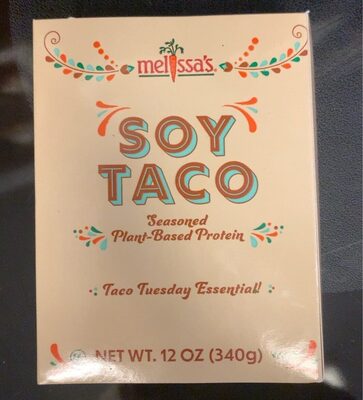 melissa's.
SOY
TACO
Seasoned
Plant-Based Protein
Taco Tuesday Essential!
NET WT. 12 OZ (340g)